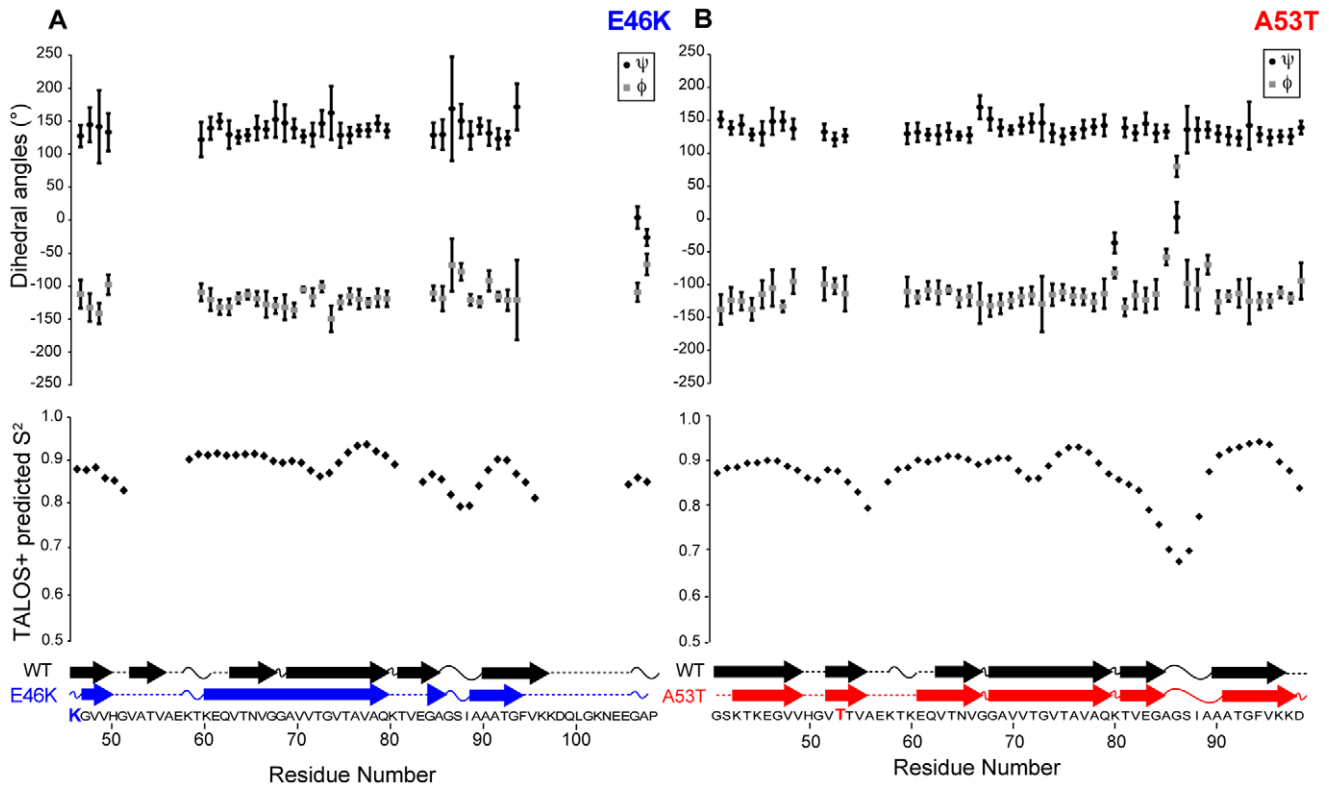 A
E46K
B
A53T
Dihedral angles (°)
250
200
150
100
50
0
-50
-100
-150
-200
-250
ψ
ϕ
250
200
150
100
50
0
-50
-100
-150
-200
-250
ψ
ϕ
TALOS+ predicted S²
1.0
0.9
0.8
0.7
0.6
0.5
1.0
0.9
0.8
0.7
0.6
0.5
WT
E46K
KGVVHGVATVAEKTKEQVTNVGGAVVTGVTAVAQKTVEGAGSIAAATGFVKKDQLGKNEEGAP
50 60 70 80 90 100
Residue Number
WT
A53T
GSKTKEGVVHGVTTVAEKTKEQVTNVGGAVVTGVTAVAQKTVEGAGSIAAATGFVKKD
50 60 70 80 90
Residue Number